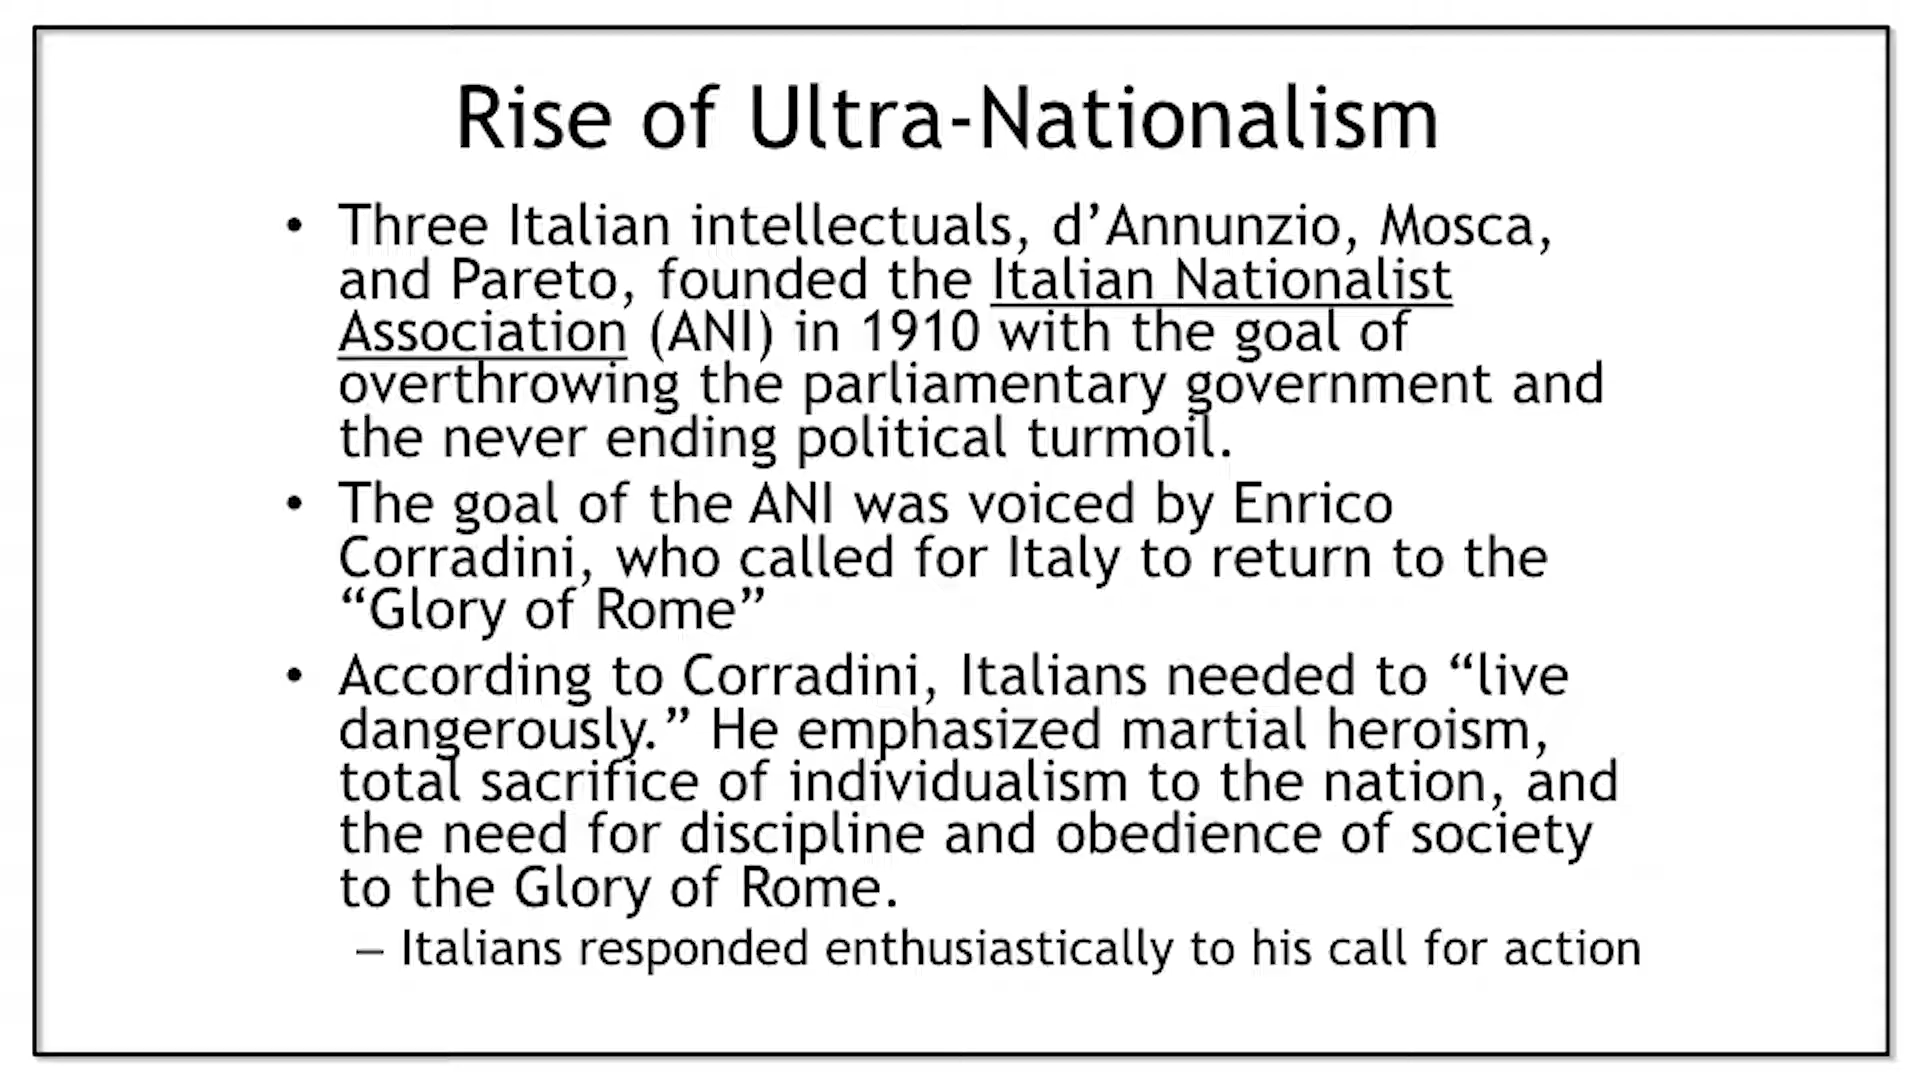 Rise of Ultra-Nationalism
• Three Italian intellectuals, d’Annunzio, Mosca,
and Pareto, founded the Italian Nationalist
Association (ANI) in 1910 with the goal of
overthrowing the parliamentary government and
the never ending political turmoil.
• The goal of the ANI was voiced by Enrico
Corradini, who called for Italy to return to the
“Glory of Rome”
• According to Corradini, Italians needed to “live
dangerously.” He emphasized martial heroism,
total sacrifice of individualism to the nation, and
the need for discipline and obedience of society
to the Glory of Rome.
– Italians responded enthusiastically to his call for action